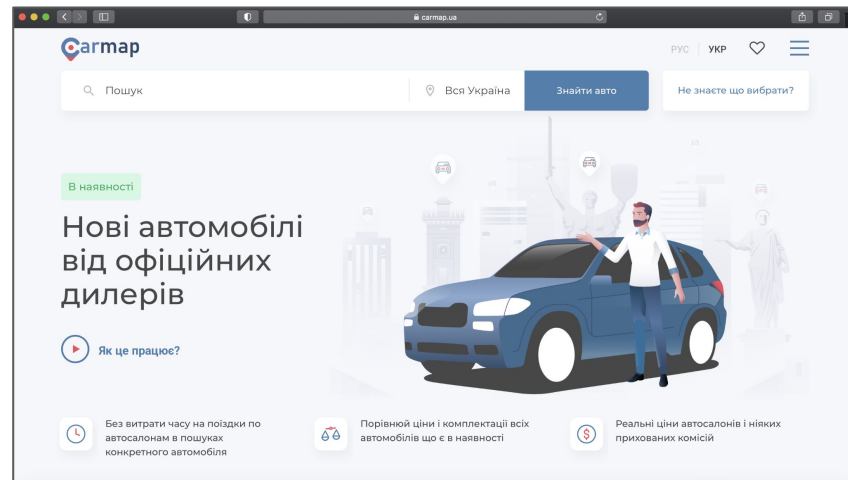 carmap.ua
Carmap
РУС УКР
Пошук
Вся Україна
Знайти авто
Не знаєте що вибрати?
В наявності
Нові автомобілі
від офіційних
дилерів
Як це працює?
Без витрати часу на поїздки по
автосалонам в пошуках
конкретного автомобіля
Порівнюй ціни і комплектації всіх
автомобілів що є в наявності
Реальні ціни автосалонів і ніяких
прихованих комісій